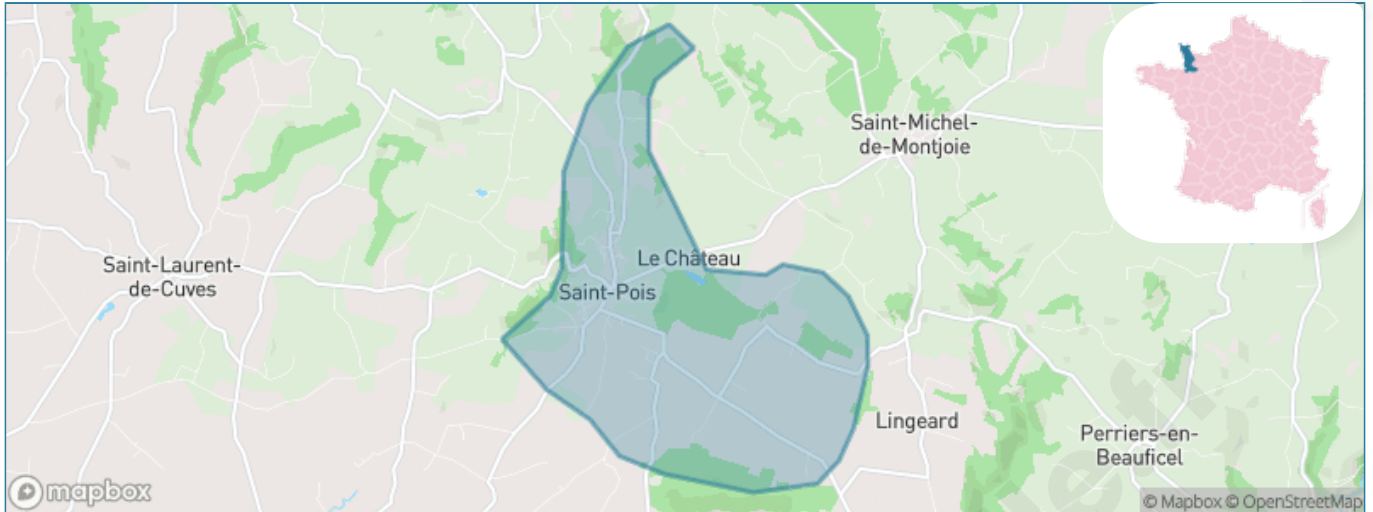 Saint-Michel-
de-Montjoie
Le Château
Saint-Laurent-
de-Cuves
Saint-Pois
Lingeard
Perriers-en-
Beauficel
mapbox
© Mapbox © OpenStreetMap